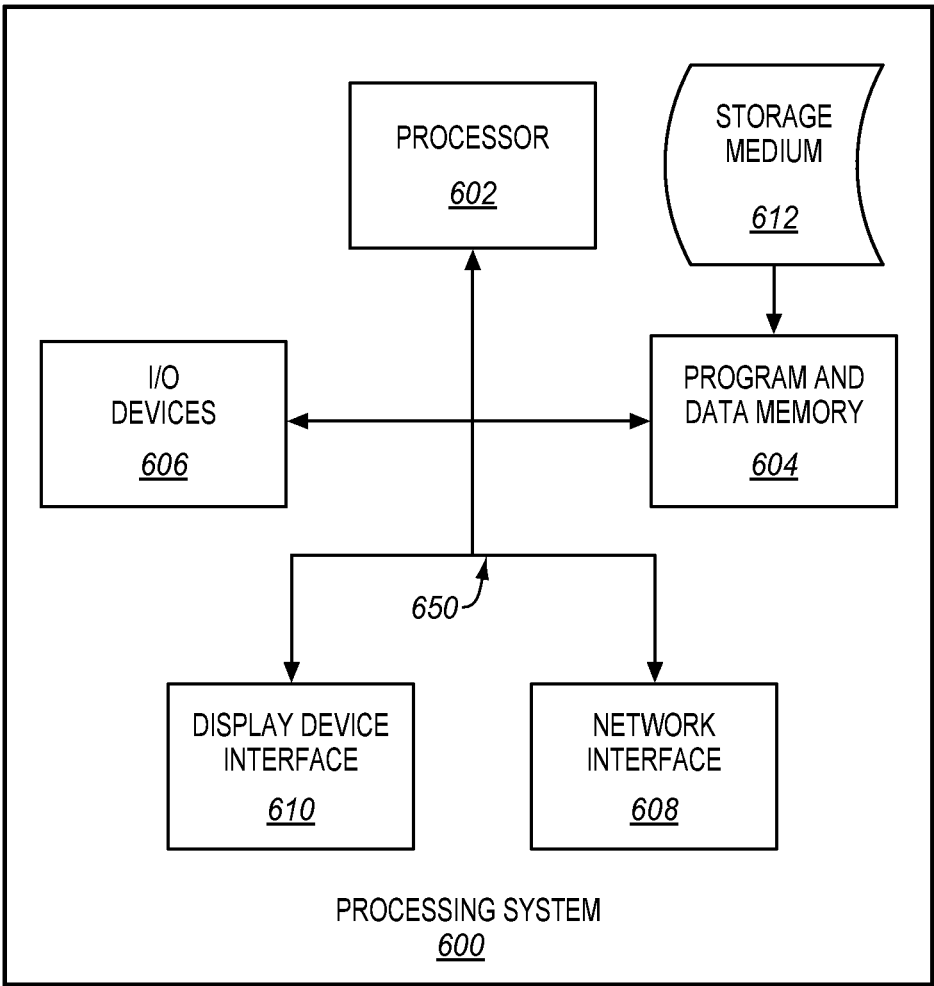 PROCESSOR
602
STORAGE
MEDIUM
612
I/O
DEVICES
606
PROGRAM AND
DATA MEMORY
604
650
DISPLAY DEVICE
INTERFACE
610
NETWORK
INTERFACE
608
PROCESSING SYSTEM
600